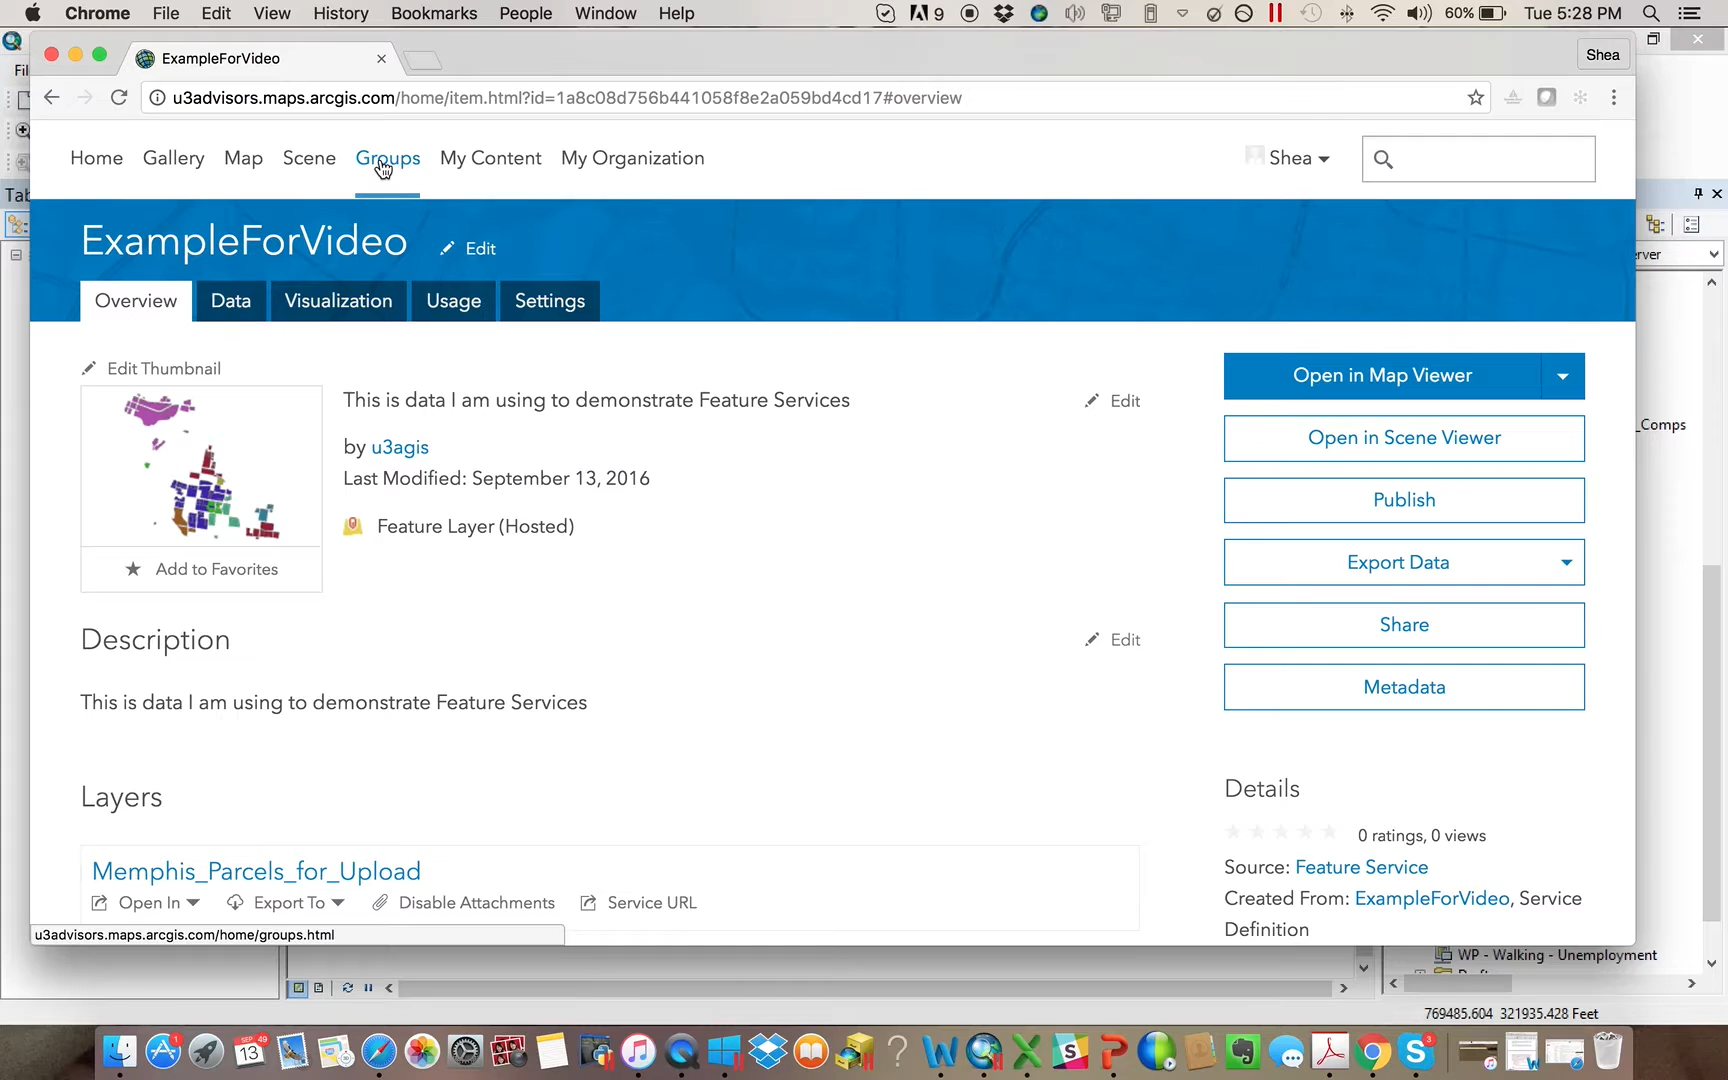 Chrome File Edit View History Bookmarks People Window Help 9 60% Tue 5:28 PM
ExampleForVideo Shea
u3advisors.maps.arcgis.com/home/item.html?id=1a8c08d756b441058f8e2a059bd4cd17#overview
Home Gallery Map Scene Groups My Content My Organization Shea
ExampleForVideo Edit
Overview Data Visualization Usage Settings
Edit Thumbnail
This is data I am using to demonstrate Feature Services Edit
by u3agis
Last Modified: September 13, 2016
Feature Layer (Hosted)
Add to Favorites
Open in Map Viewer
Open in Scene Viewer
Publish
Export Data
Share
Metadata
Description Edit
This is data I am using to demonstrate Feature Services
Layers
Memphis_Parcels_for_Upload
Open In Export To Disable Attachments Service URL
Details
0 ratings, 0 views
Source: Feature Service
Created From: ExampleForVideo, Service
Definition
u3advisors.maps.arcgis.com/home/groups.html
_Comps
WP - Walking - Unemployment
769485.604 321935.428 Feet
SEP 13